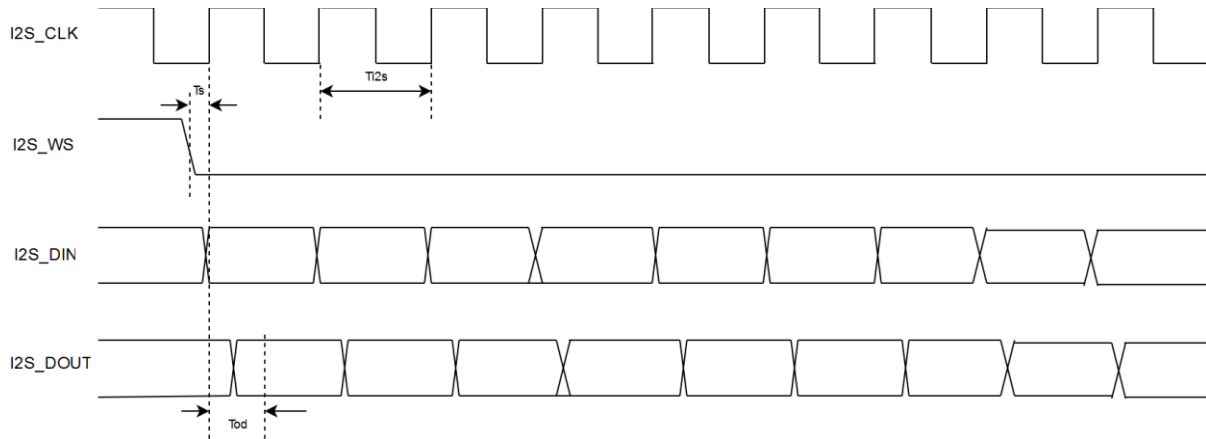 I2S_CLK
Ts
TI2s
I2S_WS
I2S_DIN
I2S_DOUT
Tod